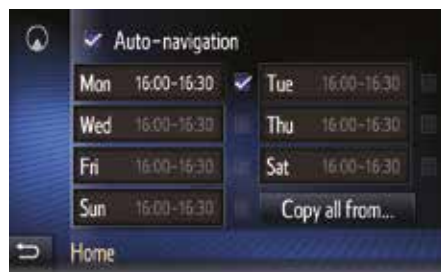 Auto-navigation
Mon 16:00-16:30 Tue 16:00-16:30
Wed 16:00-16:30 Thu 16:00-16:30
Fri 16:00-16:30 Sat 16:00-16:30
Sun 16:00-16:30 Copy all from...
Home